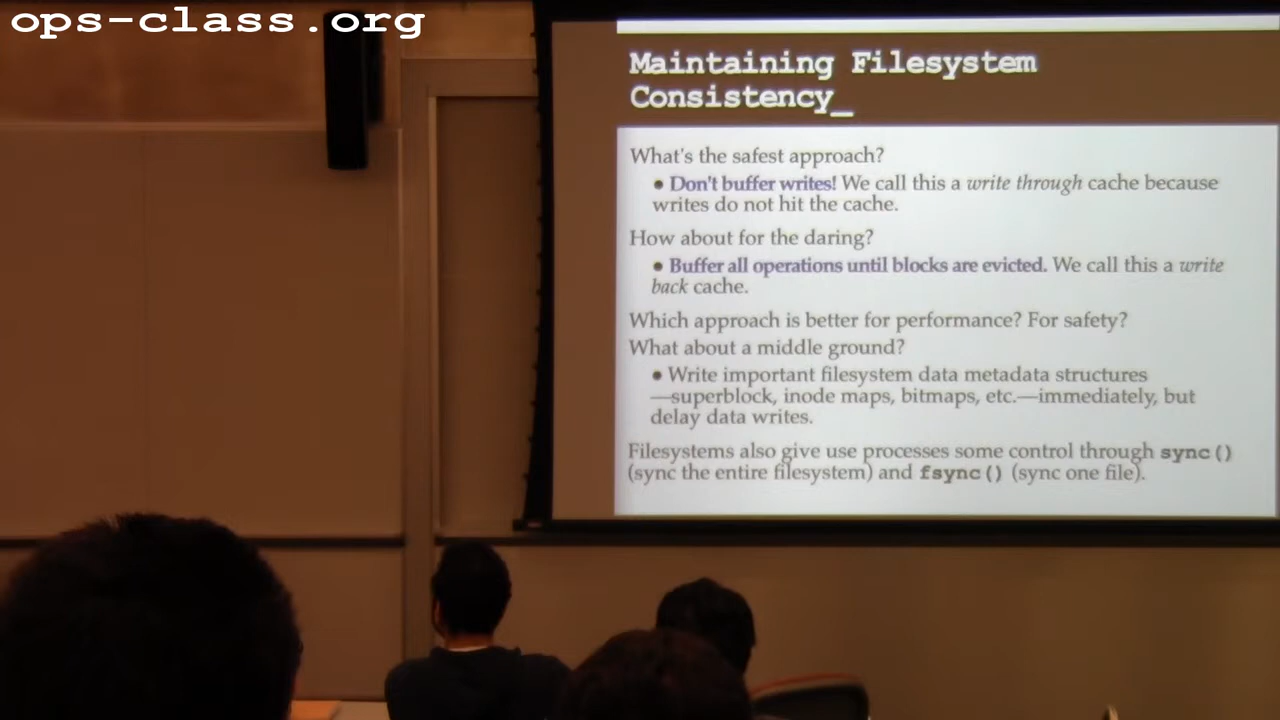 ops-class.org
Maintaining Filesystem
Consistency_
What's the safest approach?
• Don't buffer writes! We call this a write through cache because
writes do not hit the cache.
How about for the daring?
• Buffer all operations until blocks are evicted. We call this a write
back cache.
Which approach is better for performance? For safety?
What about a middle ground?
• Write important filesystem data metadata structures
—superblock, inode maps, bitmaps, etc.—immediately, but
delay data writes.
Filesystems also give use processes some control through sync()
(sync the entire filesystem) and fsync() (sync one file).